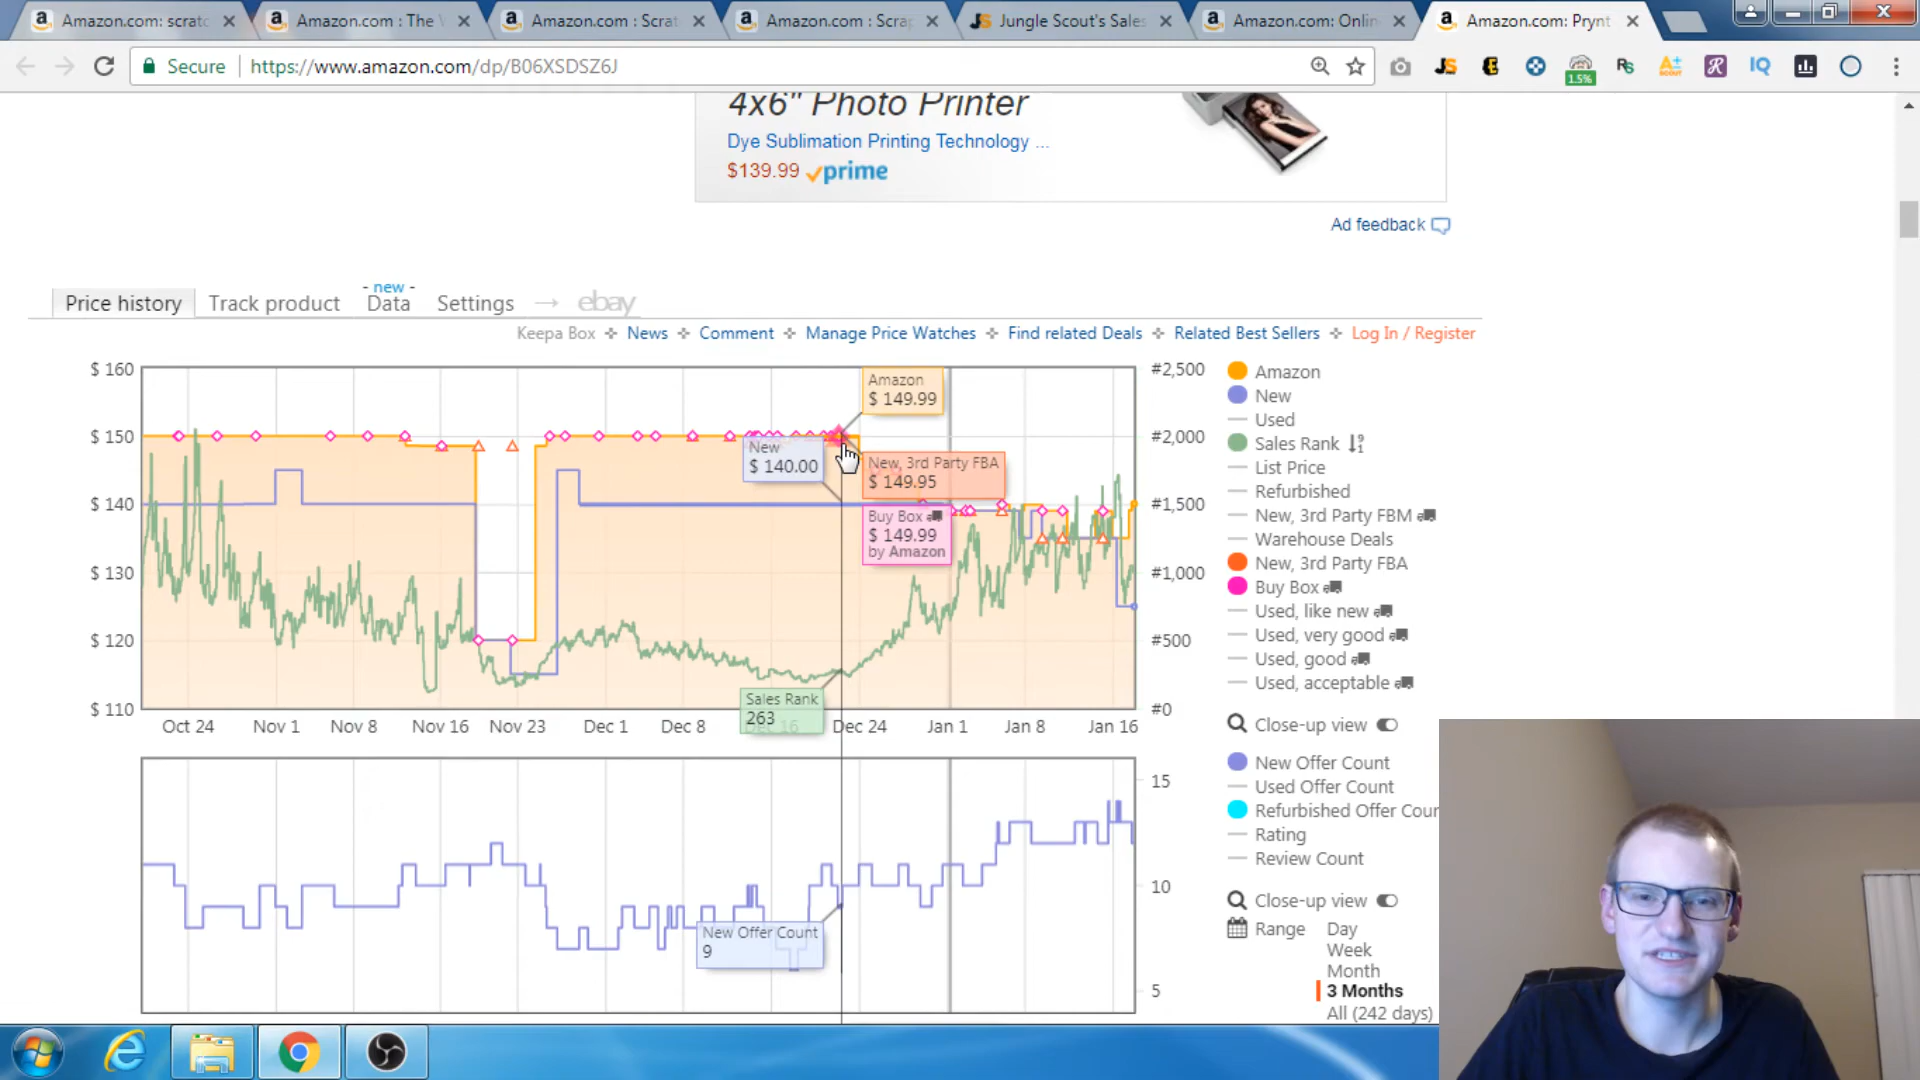 Amazon.com: scratc
Amazon.com : The V
Amazon.com : Scrat
Amazon.com : Scrap
Jungle Scout's Sales
Amazon.com: Onlin
Amazon.com: Prynt
Secure
https://www.amazon.com/dp/B06XSDSZ6J
1.5%
4x6" Photo Printer
Dye Sublimation Printing Technology ...
$139.99 prime
Ad feedback
Price history
Track product
- new -
Data
Settings
ebay
Keepa Box
News
Comment
Manage Price Watches
Find related Deals
Related Best Sellers
Log In / Register
$ 160
$ 150
$ 140
$ 130
$ 120
$ 110
#2,500
#2,000
#1,500
#1,000
#500
#0
Amazon
$ 149.99
New
$ 140.00
New, 3rd Party FBA
$ 149.95
Buy Box
$ 149.99
by Amazon
Sales Rank
263
Oct 24
Nov 1
Nov 8
Nov 16
Nov 23
Dec 1
Dec 8
Dec 16
Dec 24
Jan 1
Jan 8
Jan 16
Amazon
New
Used
Sales Rank
List Price
Refurbished
New, 3rd Party FBM
Warehouse Deals
New, 3rd Party FBA
Buy Box
Used, like new
Used, very good
Used, good
Used, acceptable
Close-up view
15
10
5
New Offer Count
9
New Offer Count
Used Offer Count
Refurbished Offer Cour
Rating
Review Count
Close-up view
Range
Day
Week
Month
3 Months
All (242 days)